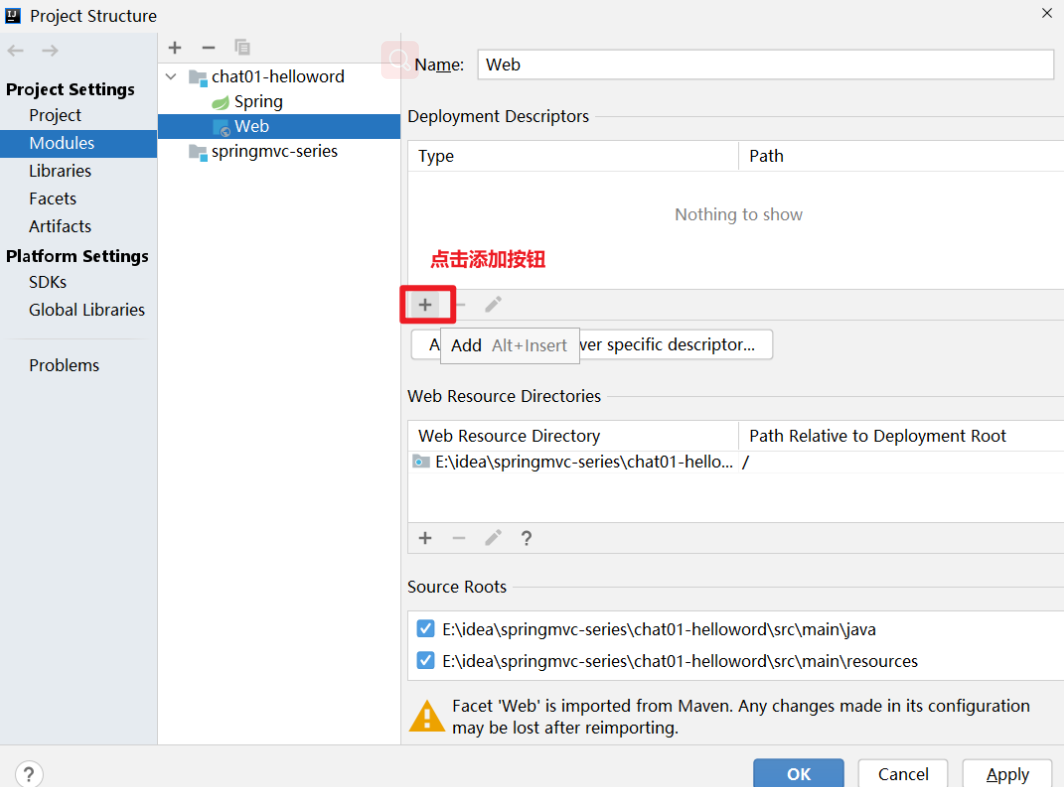 Project Structure
Project Settings
Project
Modules
Libraries
Facets
Artifacts
Platform Settings
SDKs
Global Libraries
Problems
chat01-helloword
Spring
Web
springmvc-series
Name: Web
Deployment Descriptors
Type Path
Nothing to show
点击添加按钮
A Add Alt+Insert ver specific descriptor...
Web Resource Directories
Web Resource Directory Path Relative to Deployment Root
E:\idea\springmvc-series\chat01-hello... /
Source Roots
E:\idea\springmvc-series\chat01-helloword\src\main\java
E:\idea\springmvc-series\chat01-helloword\src\main\resources
Facet 'Web' is imported from Maven. Any changes made in its configuration
may be lost after reimporting.
OK Cancel Apply